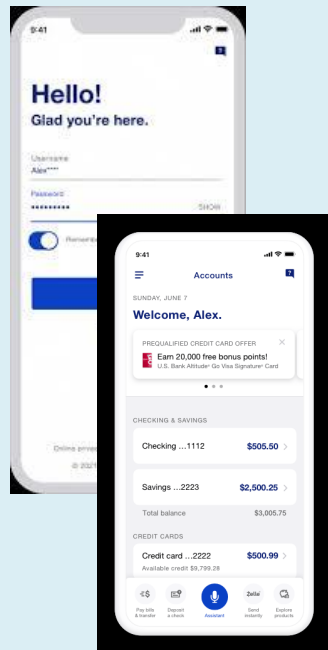 9:41
Hello!
Glad you're here.
Username
Alex****
Password
SHOW
9:41
Accounts
SUNDAY, JUNE 7
Welcome, Alex.
PREQUALIFIED CREDIT CARD OFFER
Earn 20,000 free bonus points!
U.S. Bank Altitude® Go Visa Signature® Card
CHECKING & SAVINGS
Checking ...1112 $505.50
Savings ...2223 $2,500.25
Total balance $3,005.75
CREDIT CARDS
Credit card ...2222 $500.99
Available credit $9,799.28
Pay bills & transfer
Deposit a check
Assistant
Zelle
Send instantly
Explore products